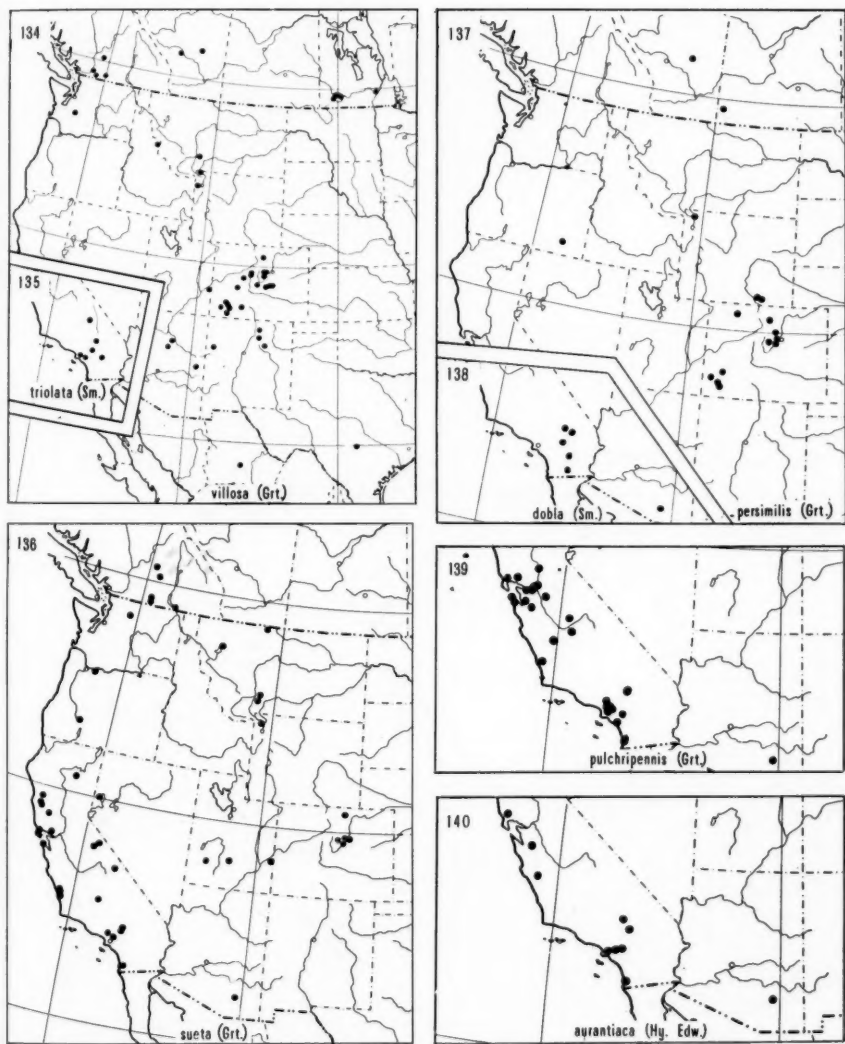 134
135
triolata (Sm.)
villosa (Grt.)
136
sueta (Grt.)
137
138
dobla (Sm.)
persimilis (Grt.)
139
pulchripennis (Grt.)
140
aurantiaca (Hy. Edw.)